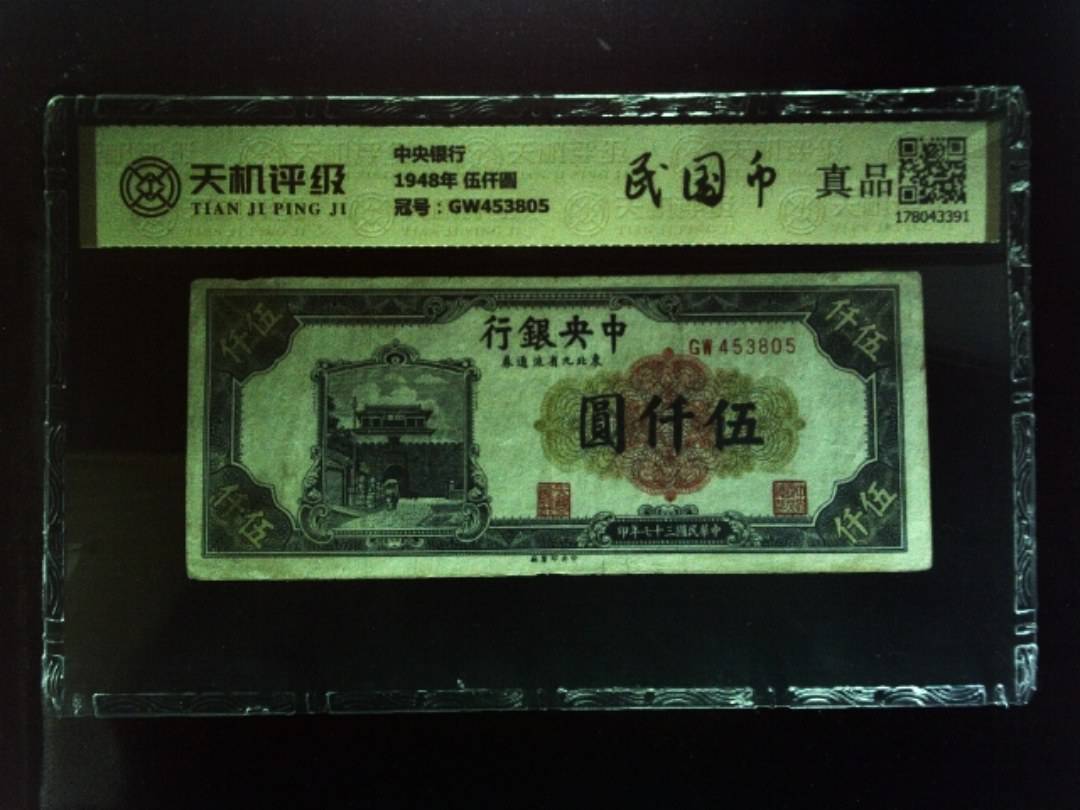 天机评级
TIAN JI PING JI
中央银行
1948年 伍仟圓
冠号：GW453805
民国币
真品
178043391
行銀央中
券通流省九北東
GW 453805
圓仟伍
仟伍
仟伍
仟伍
仟伍
印年七十三國民華中